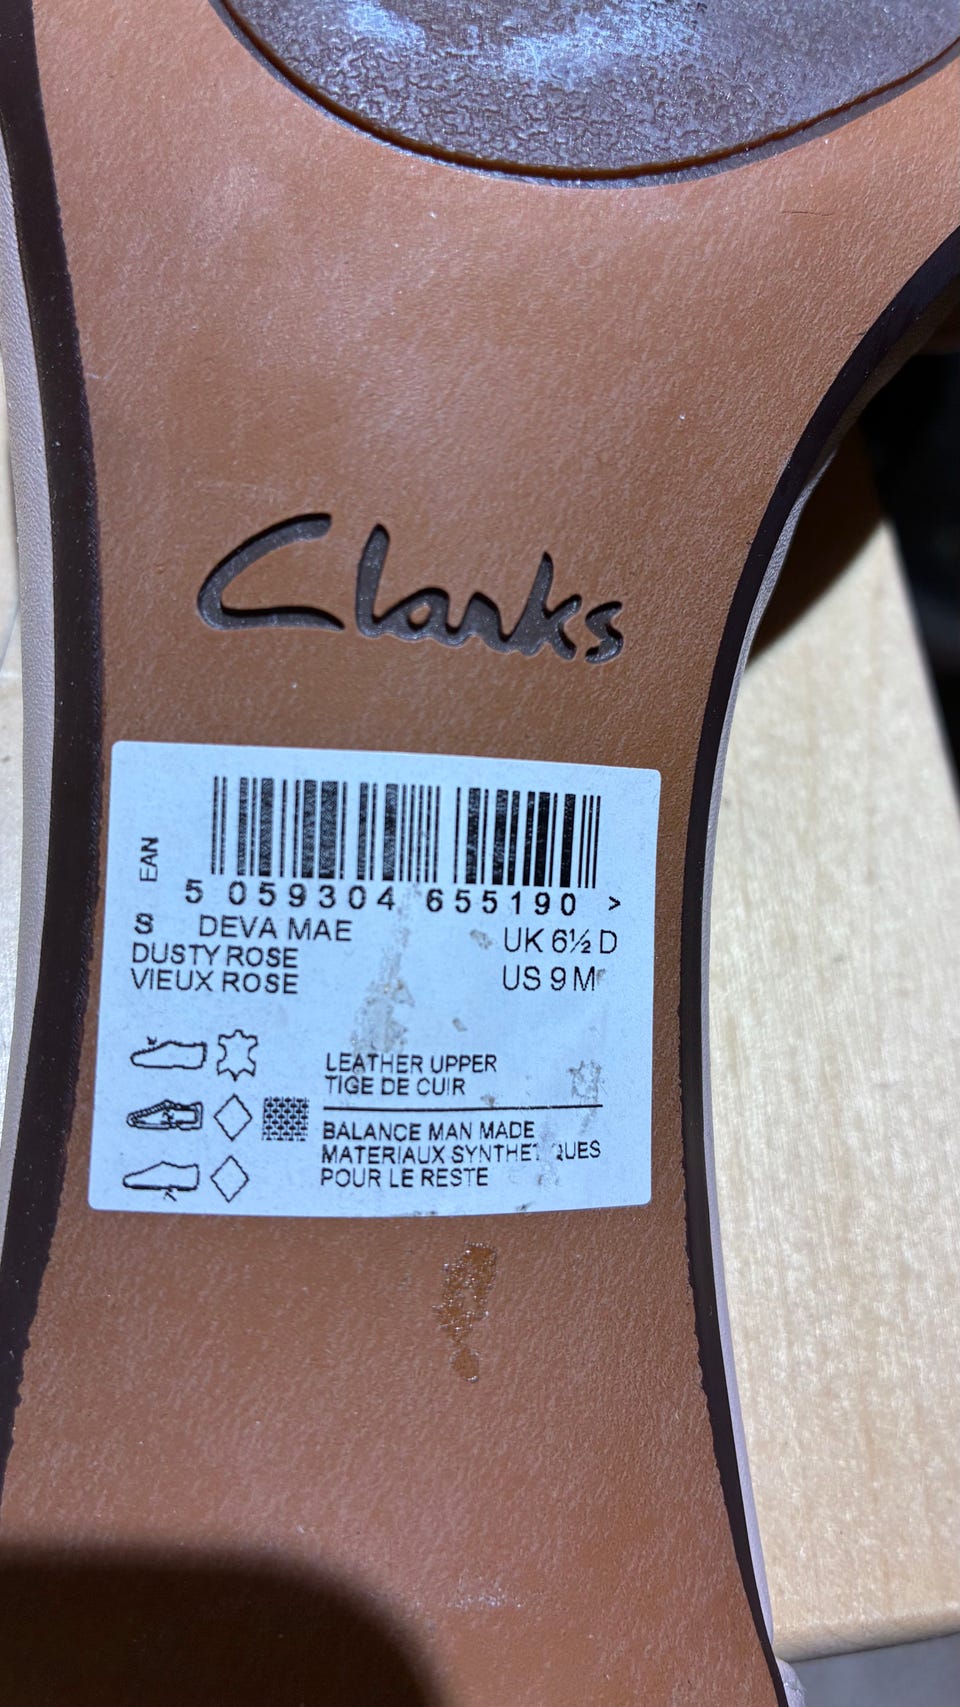 Clarks
EAN
5 059304 655190 >
S DEVA MAE
DUSTY ROSE
VIEUX ROSE
UK 6½ D
US 9 M
LEATHER UPPER
TIGE DE CUIR
BALANCE MAN MADE
MATERIAUX
POUR LE RESTE